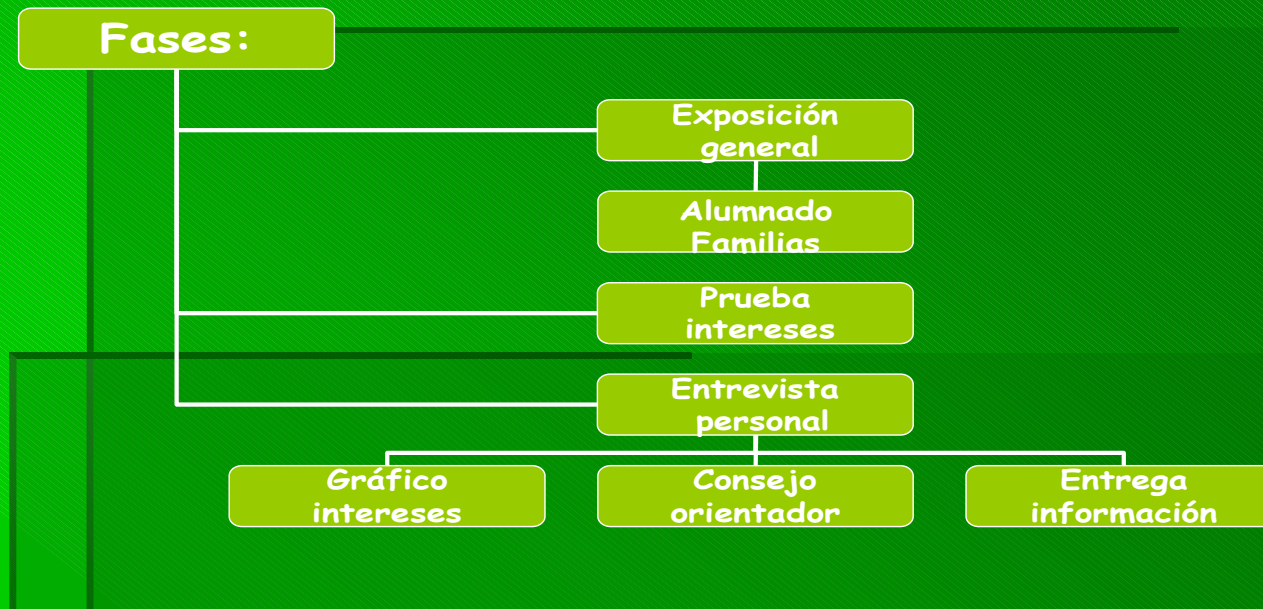 Fases:
Exposición
general
Alumnado
Familias
Prueba
intereses
Entrevista
personal
Gráfico
intereses
Consejo
orientador
Entrega
información